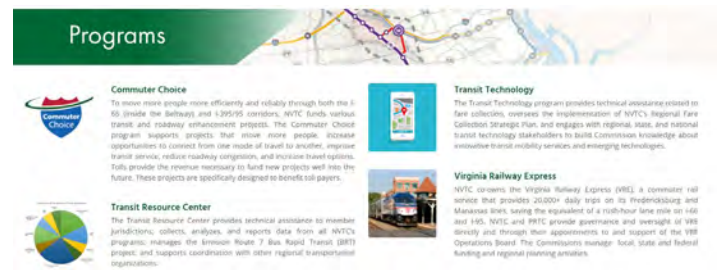 Programs
Commuter Choice
To move more people more efficiently and reliably through both the I-
66 (inside the Beltway) and I-395/95 corridors, NVTC funds various
transit and roadway enhancement projects. The Commuter Choice
program supports projects that move more people, increase
opportunities to connect from one mode of travel to another, improve
transit service, reduce roadway congestion, and increase travel options.
Tolls provide the revenue necessary to fund new projects well into the
future. These projects are specifically designed to benefit toll payers.
Commuter
Choice
Transit Resource Center
The Transit Resource Center provides technical assistance to member
jurisdictions; collects, analyzes, and reports data from all NVTC's
programs; manages the Envision Route 7 Bus Rapid Transit (BRT)
project; and supports coordination with other regional transportation
organizations.
Transit Technology
The Transit Technology program provides technical assistance related to
fare collection, oversees the implementation of NVTC's Regional Fare
Collection Strategic Plan, and engages with regional, state, and national
transit technology stakeholders to build Commission knowledge about
innovative transit mobility services and emerging technologies.
Virginia Railway Express
NVTC co-owns the Virginia Railway Express (VRE), a commuter rail
service that provides 20,000+ daily trips on its Fredericksburg and
Manassas lines, saving the equivalent of a rush-hour lane mile on I-66
and I-95. NVTC and PRTC provide governance and oversight of VRE
directly and through their appointments to and support of the VRE
Operations Board. The Commissions manage local, state and federal
funding and regional planning activities.